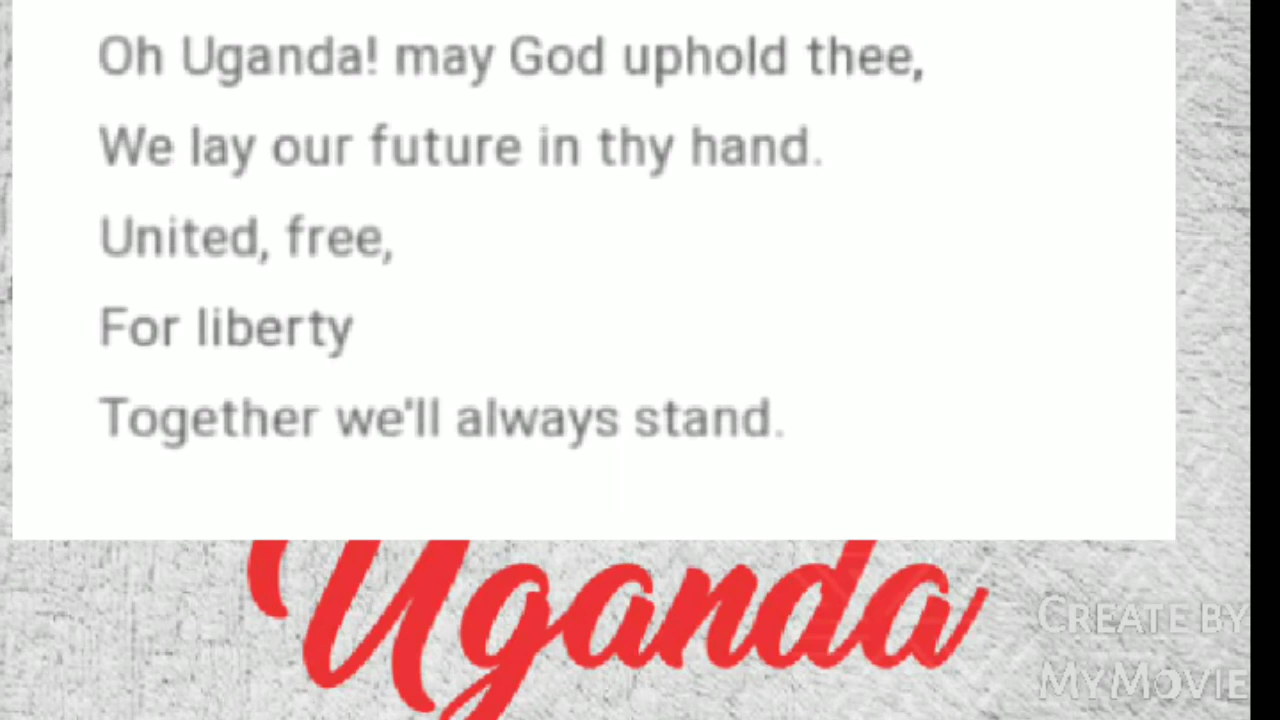 Oh Uganda! may God uphold thee,
We lay our future in thy hand.
United, free,
For liberty
Together we'll always stand.
Uganda
CREATE BY
MYMOVIE